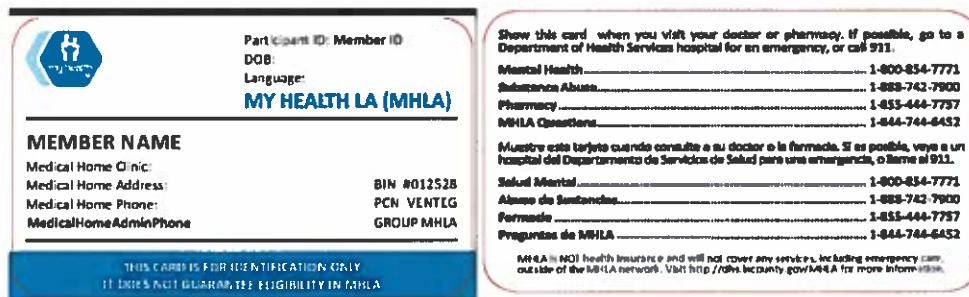 my health
Participant ID: Member ID
DOB:
Language:
MY HEALTH LA (MHLA)
MEMBER NAME
Medical Home Clinic:
Medical Home Address:
Medical Home Phone:
MedicalHomeAdminPhone
BIN #012528
PCN VENTEG
GROUP MHLA
THIS CARD IS FOR IDENTIFICATION ONLY
IT DOES NOT GUARANTEE ELIGIBILITY IN MHLA
Show this card when you visit your doctor or pharmacy. If possible, go to a
Department of Health Services hospital for an emergency, or call 911.
Mental Health 1-800-854-7771
Substance Abuse 1-888-742-7900
Pharmacy 1-855-444-7757
MHLA Questions 1-844-744-6452
Muestre esta tarjeta cuando consulte a su doctor o la farmacia. Si es posible, vaya a un
hospital del Departamento de Servicios de Salud para una emergencia, o llame al 911.
Salud Mental 1-800-854-7771
Abuso de Sustancias 1-888-742-7900
Farmacia 1-855-444-7757
Preguntas de MHLA 1-844-744-6452
MHLA is NOT health insurance and will not cover any services, including emergency care,
outside of the MHLA network. Visit http://dhs.lacounty.gov/MHLA for more information.